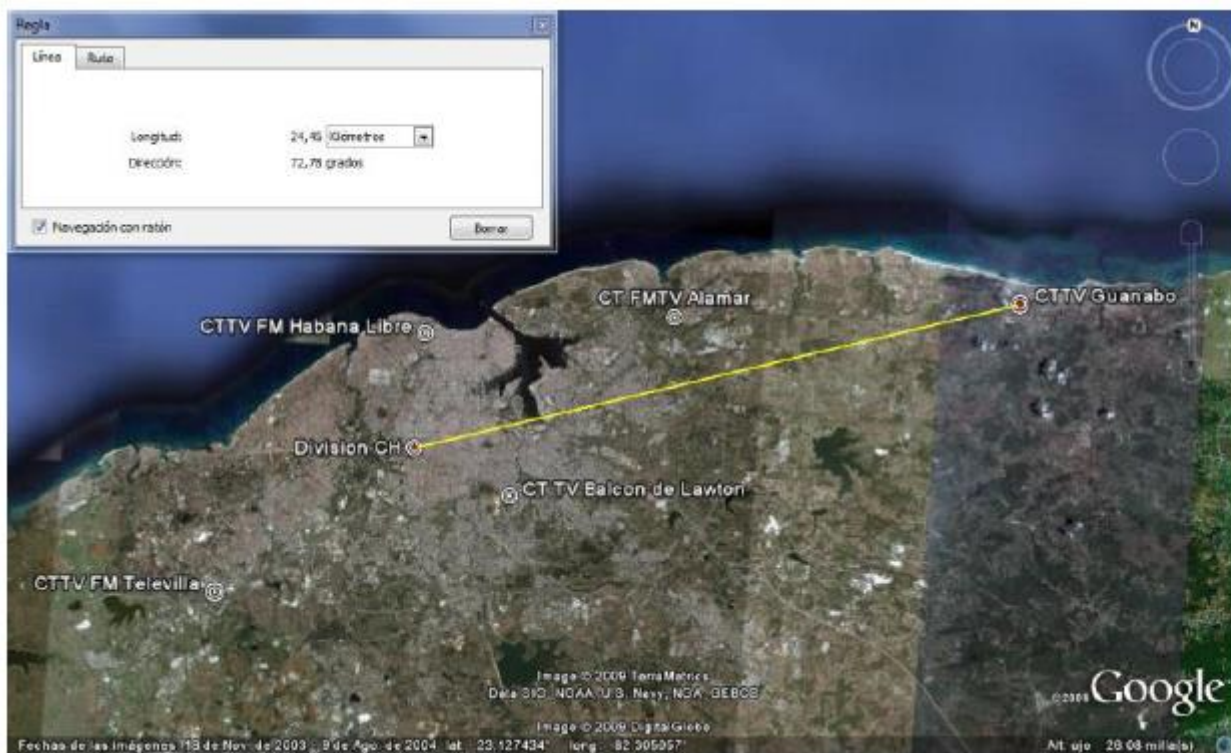 Regla
Línea Ruta
Longitud: 24,46 Kilómetros
Dirección: 72,78 grados
Navegación con ratón Borrar
N
CT FMTV Alamar
CTTV Guanabo
CTTV FM Habana Libre
Division CH
CT TV Balcon de Lawton
CTTV FM Televilla
Image © 2009 TerraMetrics
Data SIO, NOAA, U.S. Navy, NGA, GEBCO
Image © 2009 DigitalGlobe
Google
Fechas de las imágenes: 13 de Nov. de 2003 - 9 de Ago. de 2004 lat. 23.127434° long. -82.305057° Alt. ojo 26.08 milla(s)